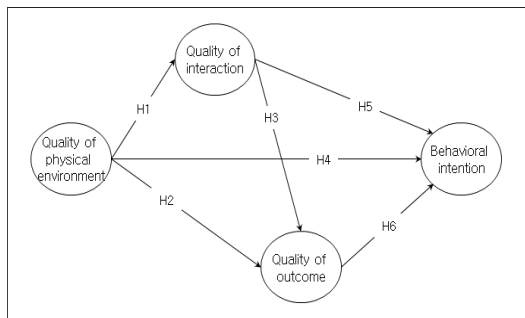 Quality of
interaction
H1
H5
H3
Quality of
physical
environment
H4
Behavioral
intention
H2
H6
Quality of
outcome